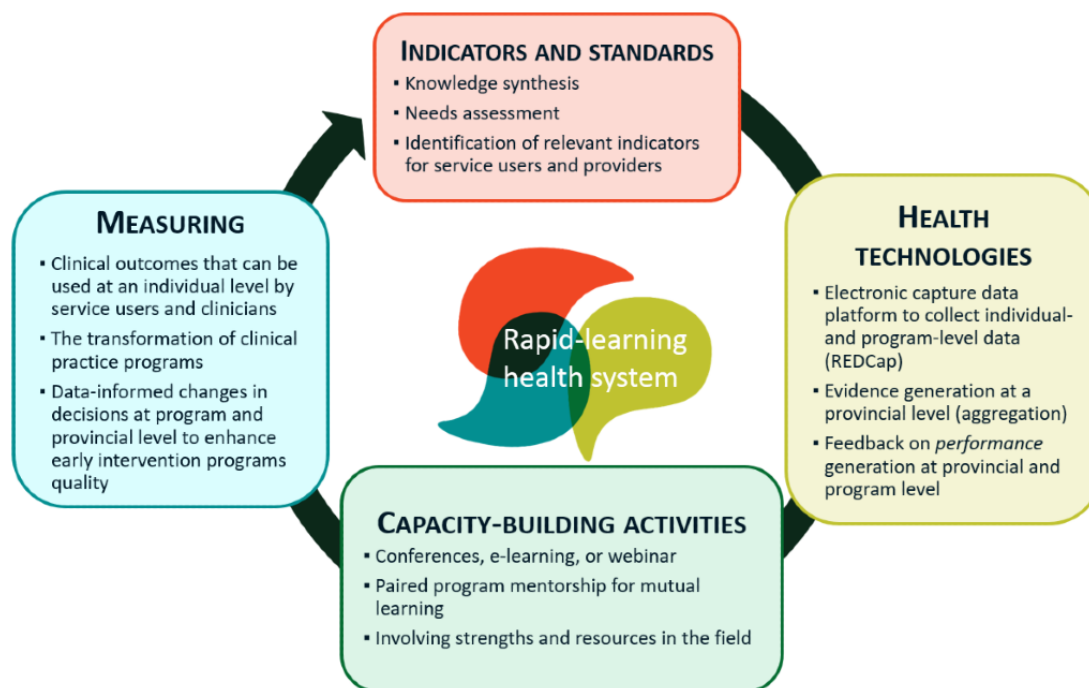 INDICATORS AND STANDARDS
▪ Knowledge synthesis
▪ Needs assessment
▪ Identification of relevant indicators
for service users and providers
HEALTH
TECHNOLOGIES
▪ Electronic capture data
platform to collect individual-
and program-level data
(REDCap)
▪ Evidence generation at a
provincial level (aggregation)
▪ Feedback on performance
generation at provincial and
program level
CAPACITY-BUILDING ACTIVITIES
▪ Conferences, e-learning, or webinar
▪ Paired program mentorship for mutual
learning
▪ Involving strengths and resources in the field
MEASURING
▪ Clinical outcomes that can be
used at an individual level by
service users and clinicians
▪ The transformation of clinical
practice programs
▪ Data-informed changes in
decisions at program and
provincial level to enhance
early intervention programs
quality
Rapid-learning
health system